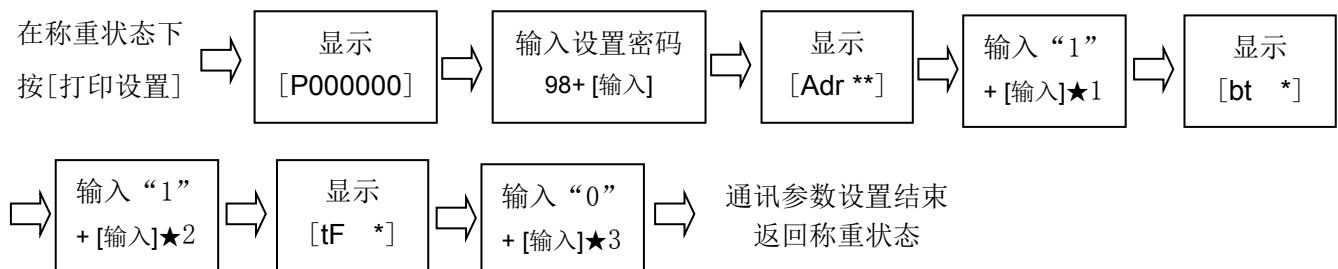 在称重状态下
按[打印设置]
显示
[P000000]
输入设置密码
98+ [输入]
显示
[Adr **]
输入“1”
+ [输入]★1
显示
[bt *]
输入“1”
+ [输入]★2
显示
[tF *]
输入“0”
+ [输入]★3
通讯参数设置结束
返回称重状态